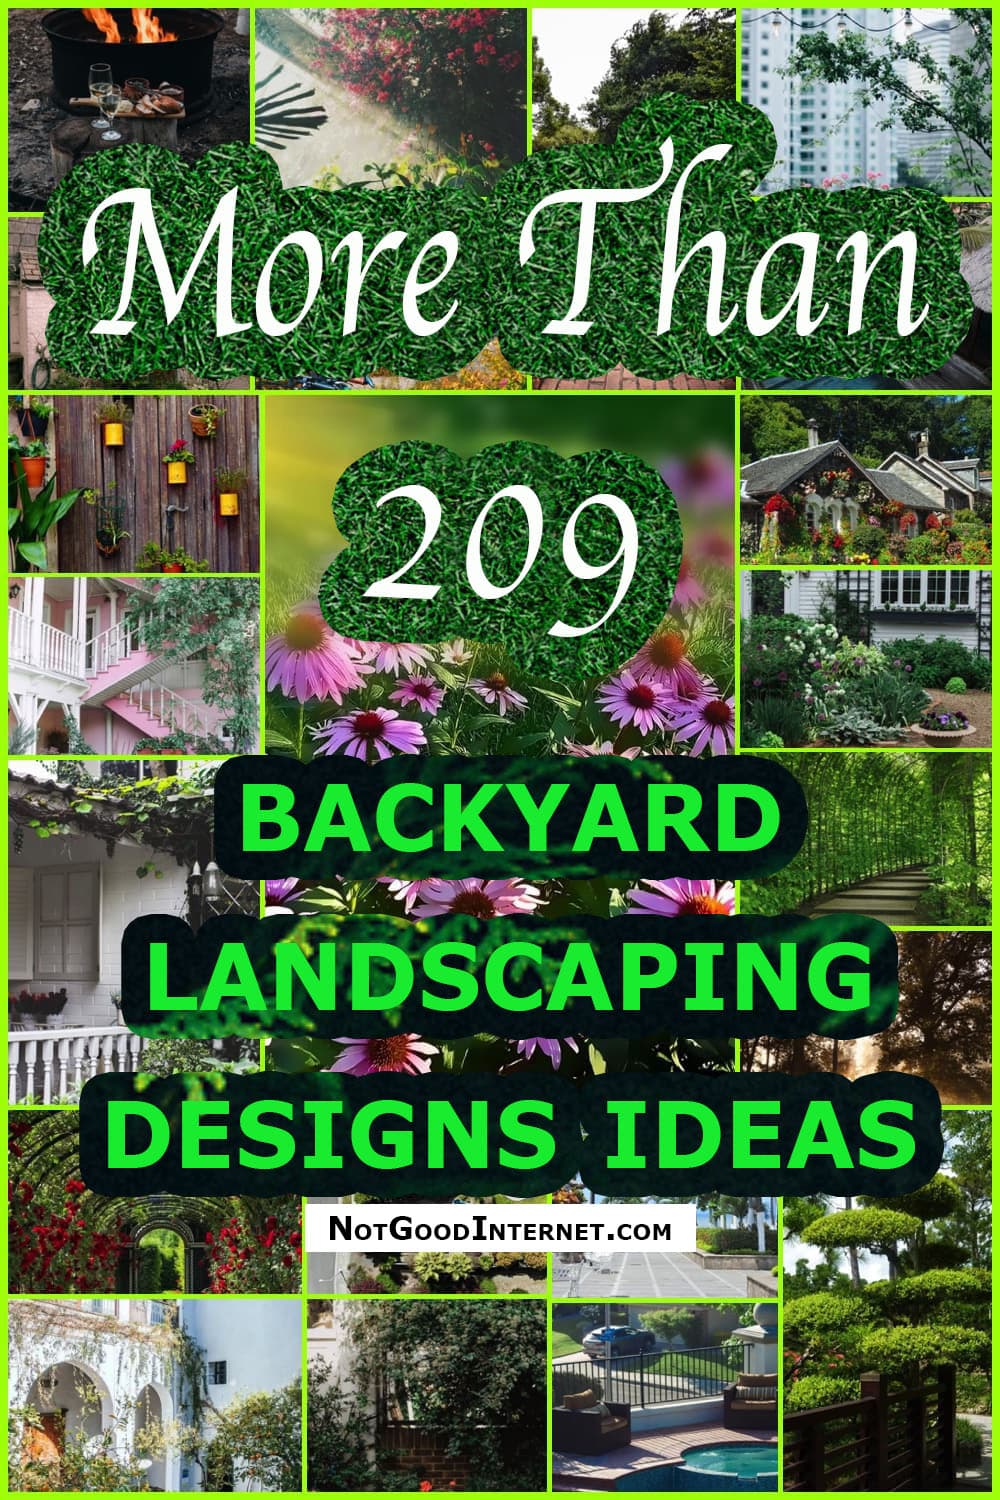 More Than
209
BACKYARD
LANDSCAPING
DESIGNS IDEAS
NotGoodInternet.com